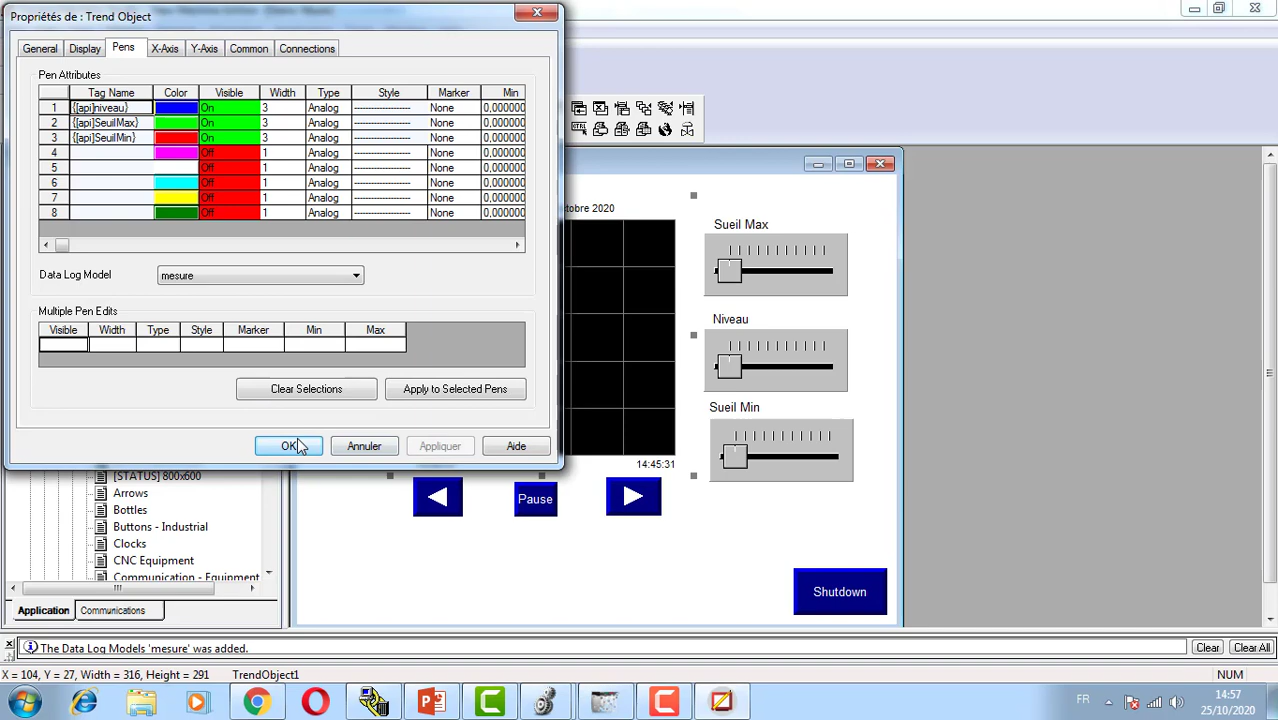 Propriétés de : Trend Object
General Display Pens X-Axis Y-Axis Common Connections
Pen Attributes
Tag Name Color Visible Width Type Style Marker Min
1 {[api]niveau} On 3 Analog None 0,000000
2 {[api]SeuilMax} On 3 Analog None 0,000000
3 {[api]SeuilMin} On 3 Analog None 0,000000
4 Off 1 Analog None 0,000000
5 Off 1 Analog None 0,000000
6 Off 1 Analog None 0,000000
7 Off 1 Analog None 0,000000
8 Off 1 Analog None 0,000000
Data Log Model mesure
Multiple Pen Edits
Visible Width Type Style Marker Min Max
Clear Selections Apply to Selected Pens
OK Annuler Appliquer Aide
octobre 2020
Sueil Max
Niveau
Sueil Min
14:45:31
Pause
Shutdown
[STATUS] 800x600
Arrows
Bottles
Buttons - Industrial
Clocks
CNC Equipment
Communication - Equipment
Application Communications
The Data Log Models 'mesure' was added.
Clear Clear All
X = 104, Y = 27, Width = 316, Height = 291 TrendObject1 NUM
FR
14:57
25/10/2020